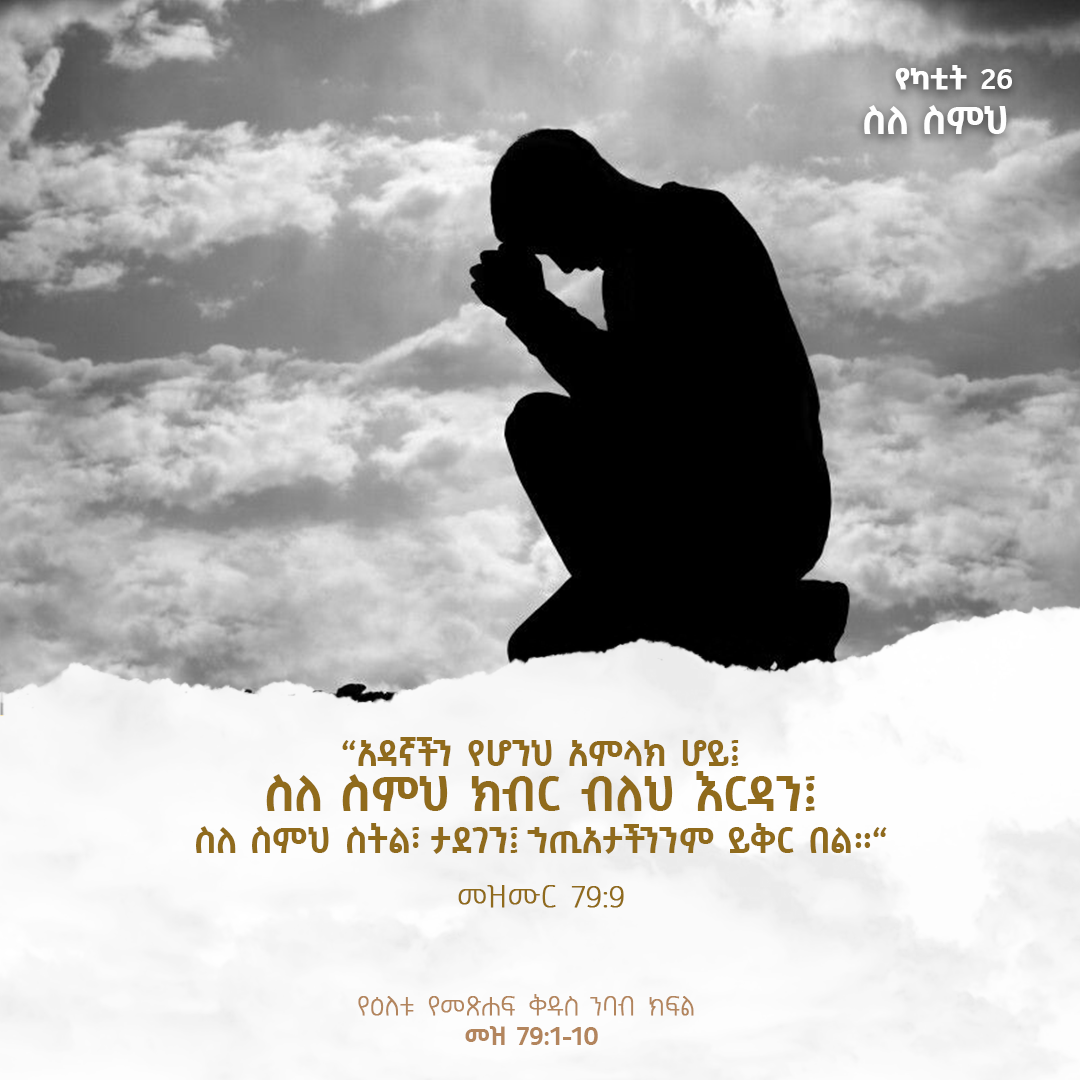 የካቲት 26
ስለ ስምህ
“አዳኛችን የሆንህ አምላክ ሆይ፤
ስለ ስምህ ክብር ብለህ እርዳን፤
ስለ ስምህ ስትል፣ ታደገን፤ ኀጢአታችንንም ይቅር በል።“
መዝሙር 79:9
የዕለቱ የመጽሐፍ ቅዱስ ንባብ ክፍል
መዝ 79:1-10